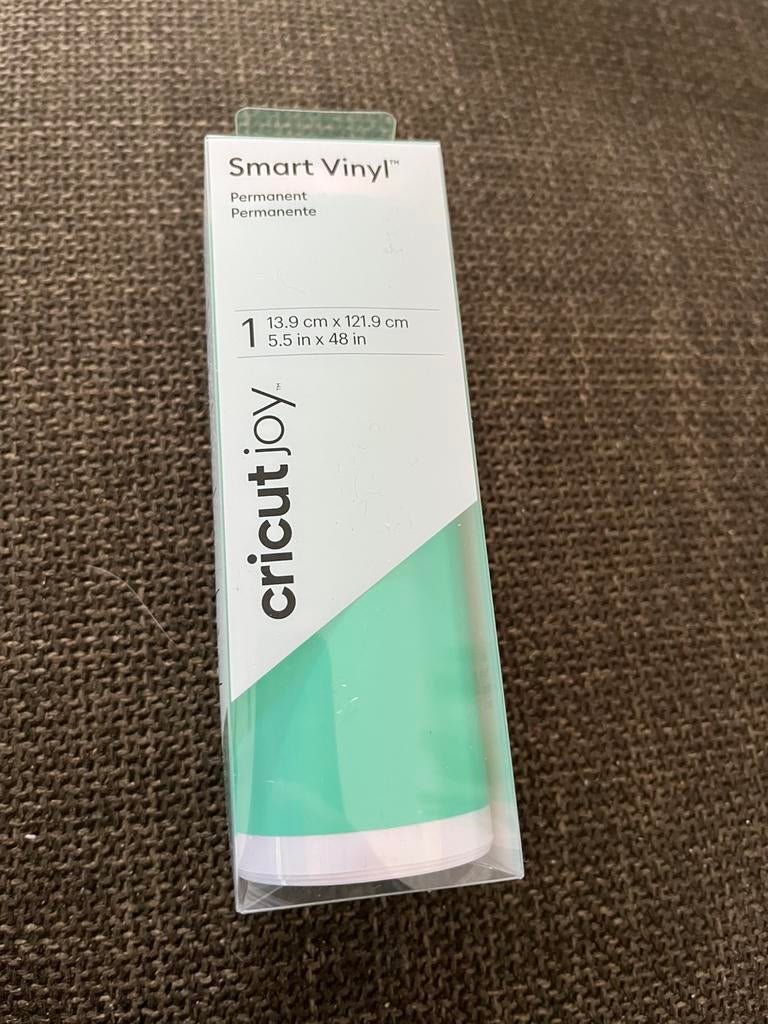 Smart Vinyl™
Permanent
Permanente
1 13.9 cm x 121.9 cm
5.5 in x 48 in
cricut joy™